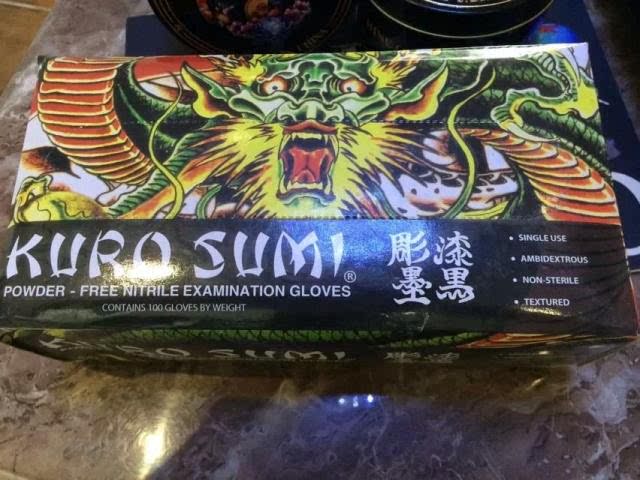 KURO SUMI®
POWDER - FREE NITRILE EXAMINATION GLOVES
CONTAINS 100 GLOVES BY WEIGHT
漆黒
彫墨
• SINGLE USE
• AMBIDEXTROUS
• NON-STERILE
• TEXTURED
KURO SUMI